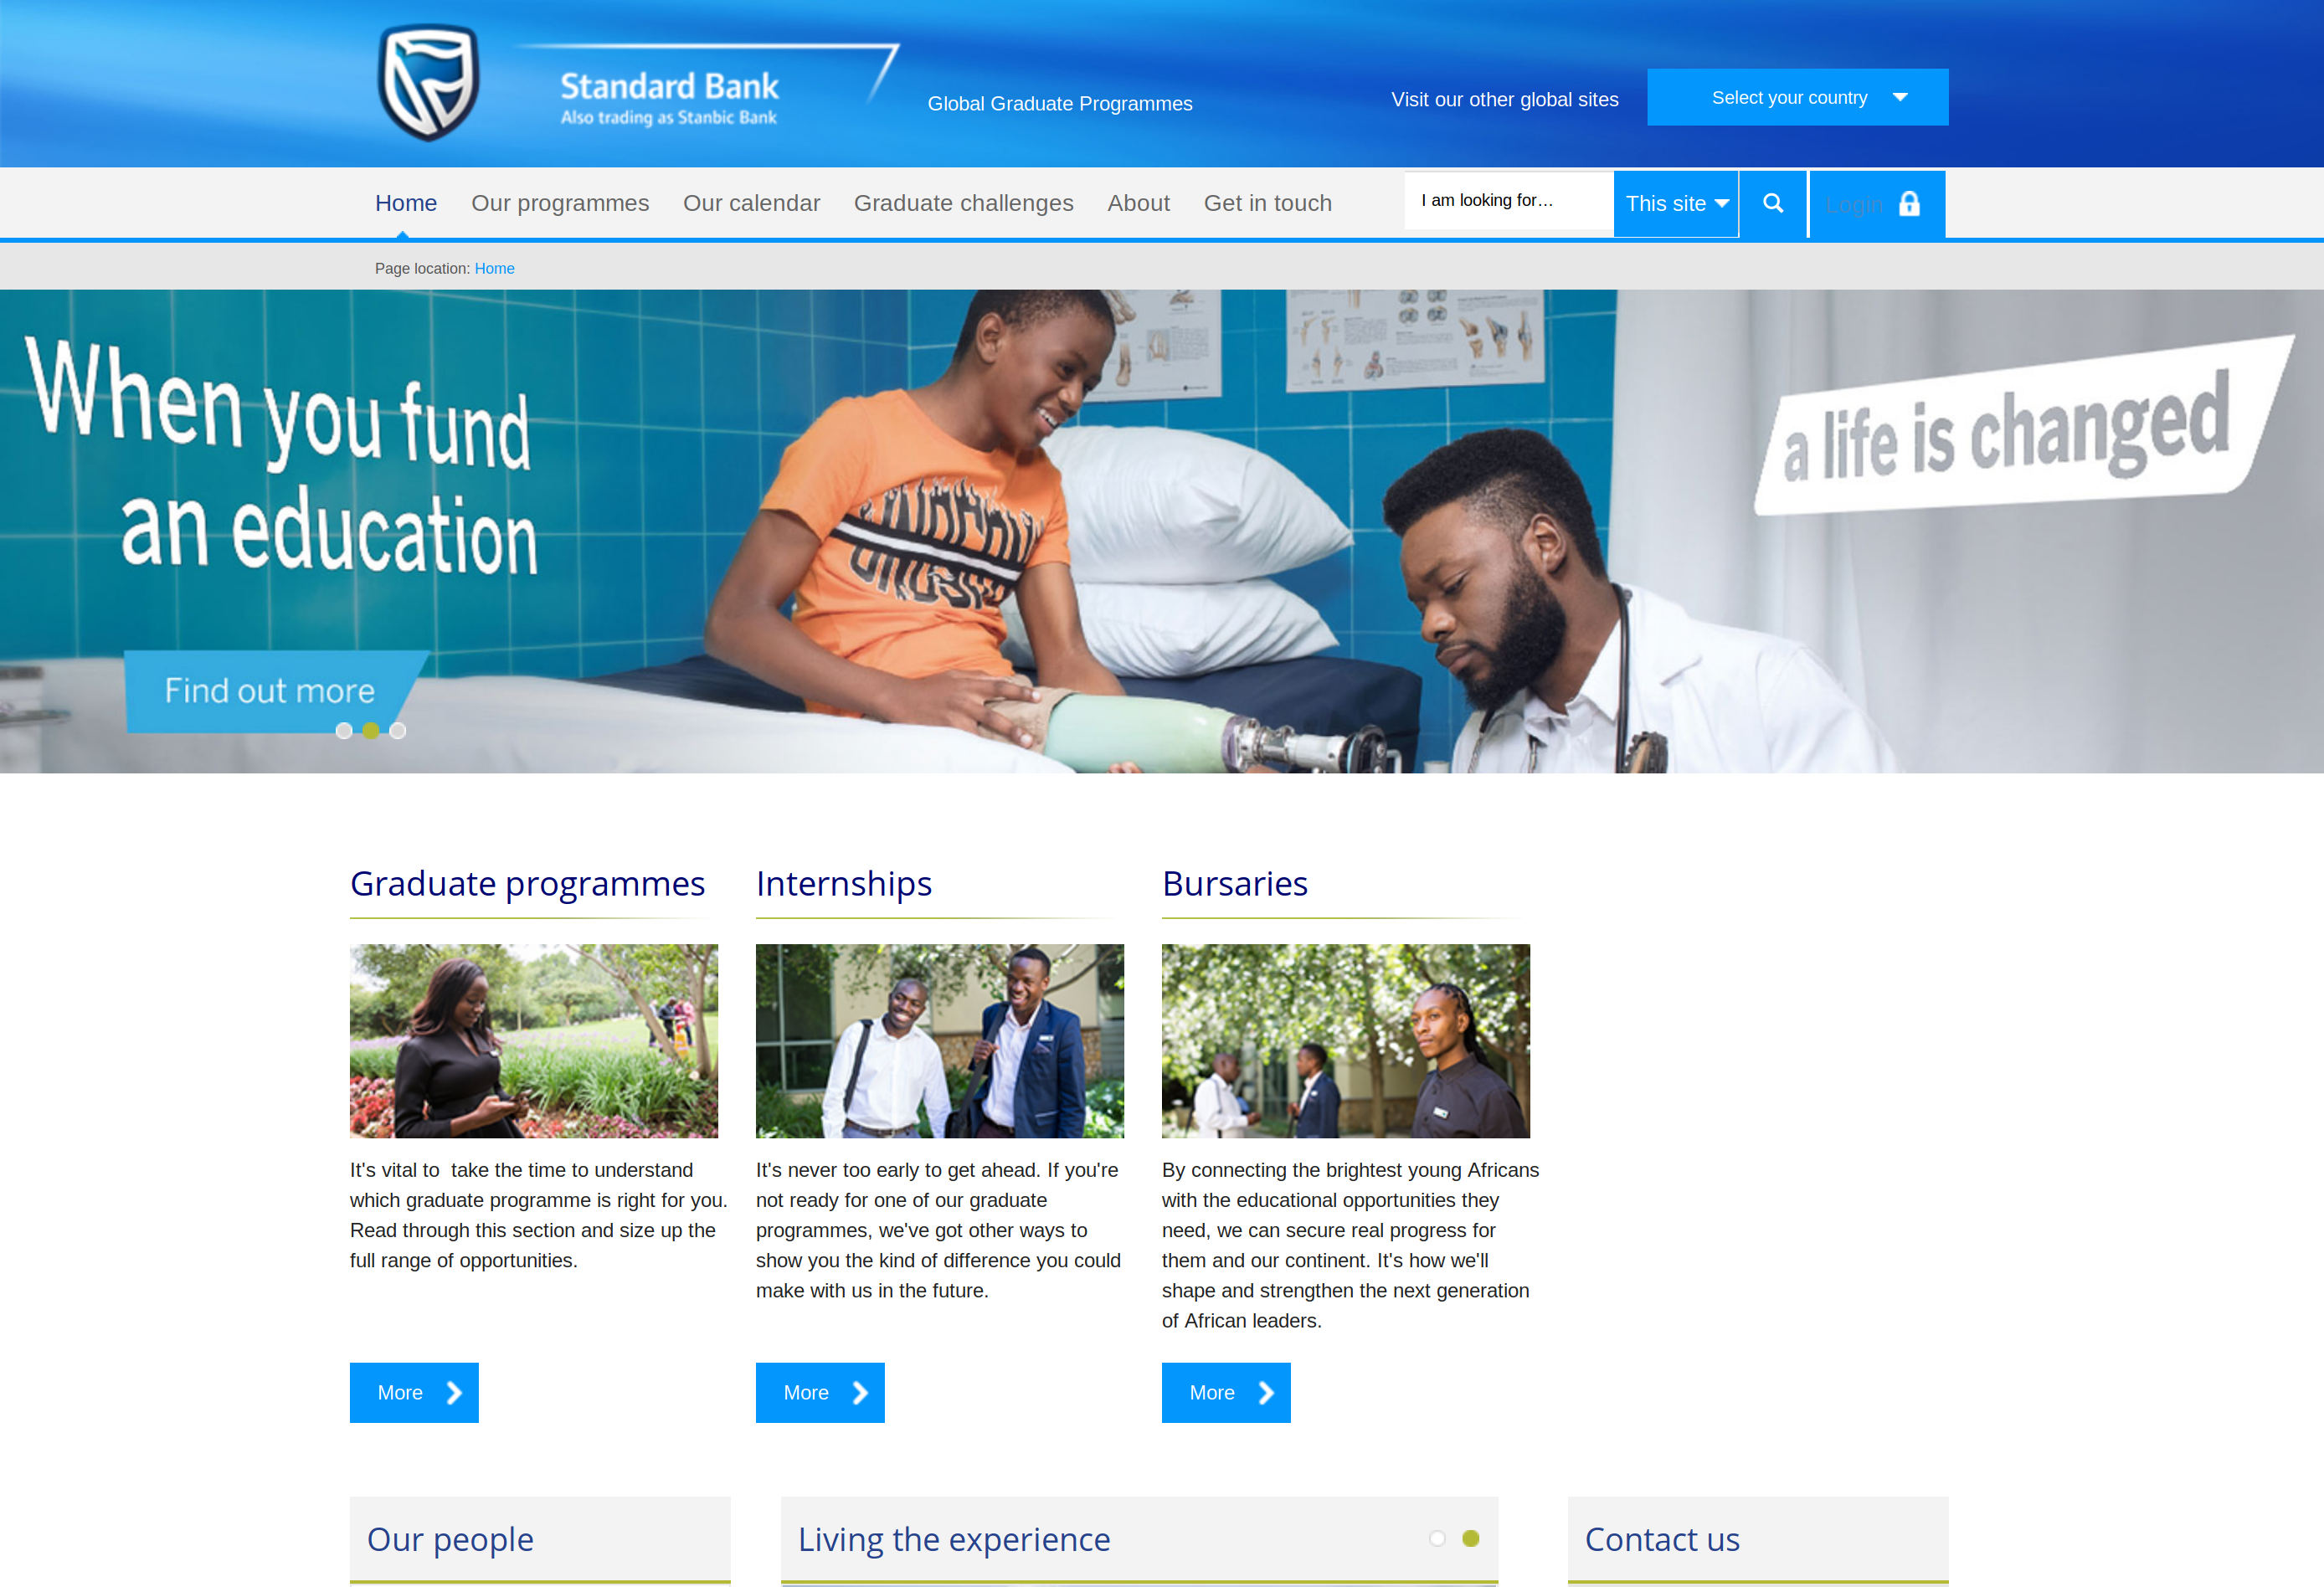 Standard Bank
Also trading as Stanbic Bank
Global Graduate Programmes
Visit our other global sites
Select your country
Home
Our programmes
Our calendar
Graduate challenges
About
Get in touch
I am looking for...
This site
Login
Page location: Home
When you fund
an education
a life is changed
Find out more
Graduate programmes
It's vital to  take the time to understand
which graduate programme is right for you.
Read through this section and size up the
full range of opportunities.
More
Internships
It's never too early to get ahead. If you're
not ready for one of our graduate
programmes, we've got other ways to
show you the kind of difference you could
make with us in the future.
More
Bursaries
By connecting the brightest young Africans
with the educational opportunities they
need, we can secure real progress for
them and our continent. It's how we'll
shape and strengthen the next generation
of African leaders.
More
Our people
Living the experience
Contact us